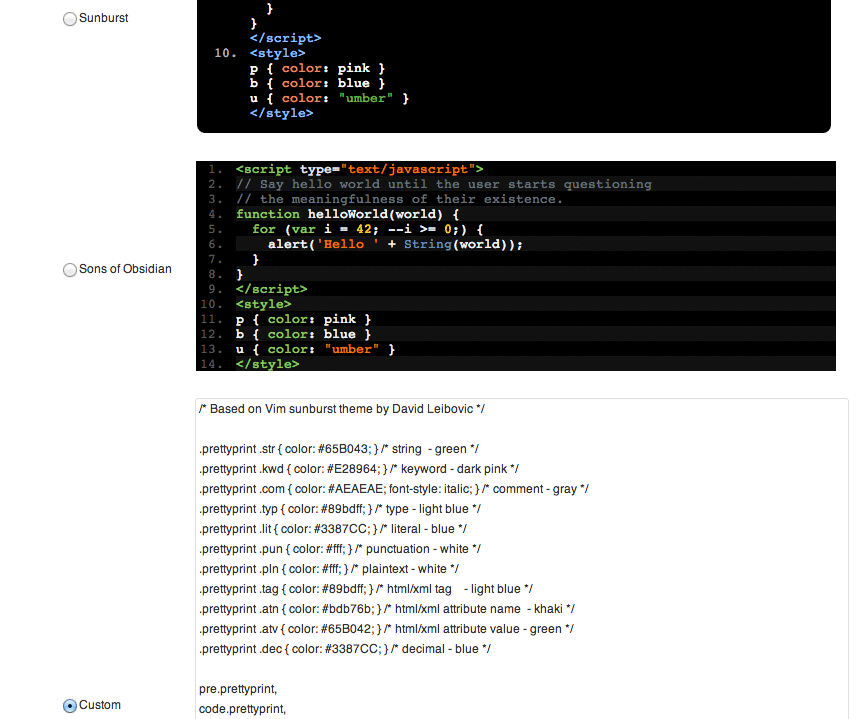 }
}
Sunburst
</script>
10. <style>
p { color: pink }
b { color: blue }
u { color: "umber" }
</style>
1. <script type="text/javascript">
2. // Say hello world until the user starts questioning
3. // the meaningfulness of their existence.
4. function helloWorld(world) {
5. for (var i = 42; --i >= 0;) {
6. alert('Hello ' + String(world));
7. }
Sons of Obsidian
8. }
9. </script>
10. <style>
11. p { color: pink }
12. b { color: blue }
13. u { color: "umber" }
14. </style>
/* Based on Vim sunburst theme by David Leibovic */
.prettyprint .str { color: #65B043; } /* string - green */
.prettyprint .kwd { color: #E28964; } /* keyword - dark pink */
.prettyprint .com { color: #AEAEAE; font-style: italic; } /* comment - gray */
.prettyprint .typ { color: #89bdff; } /* type - light blue */
.prettyprint .lit { color: #3387CC; } /* literal - blue */
.prettyprint .pun { color: #fff; } /* punctuation - white */
.prettyprint .pln { color: #fff; } /* plaintext - white */
.prettyprint .tag { color: #89bdff; } /* html/xml tag - light blue */
.prettyprint .atn { color: #bdb76b; } /* html/xml attribute name - khaki */
.prettyprint .atv { color: #65B042; } /* html/xml attribute value - green */
.prettyprint .dec { color: #3387CC; } /* decimal - blue */
pre.prettyprint,
Custom
code.prettyprint,